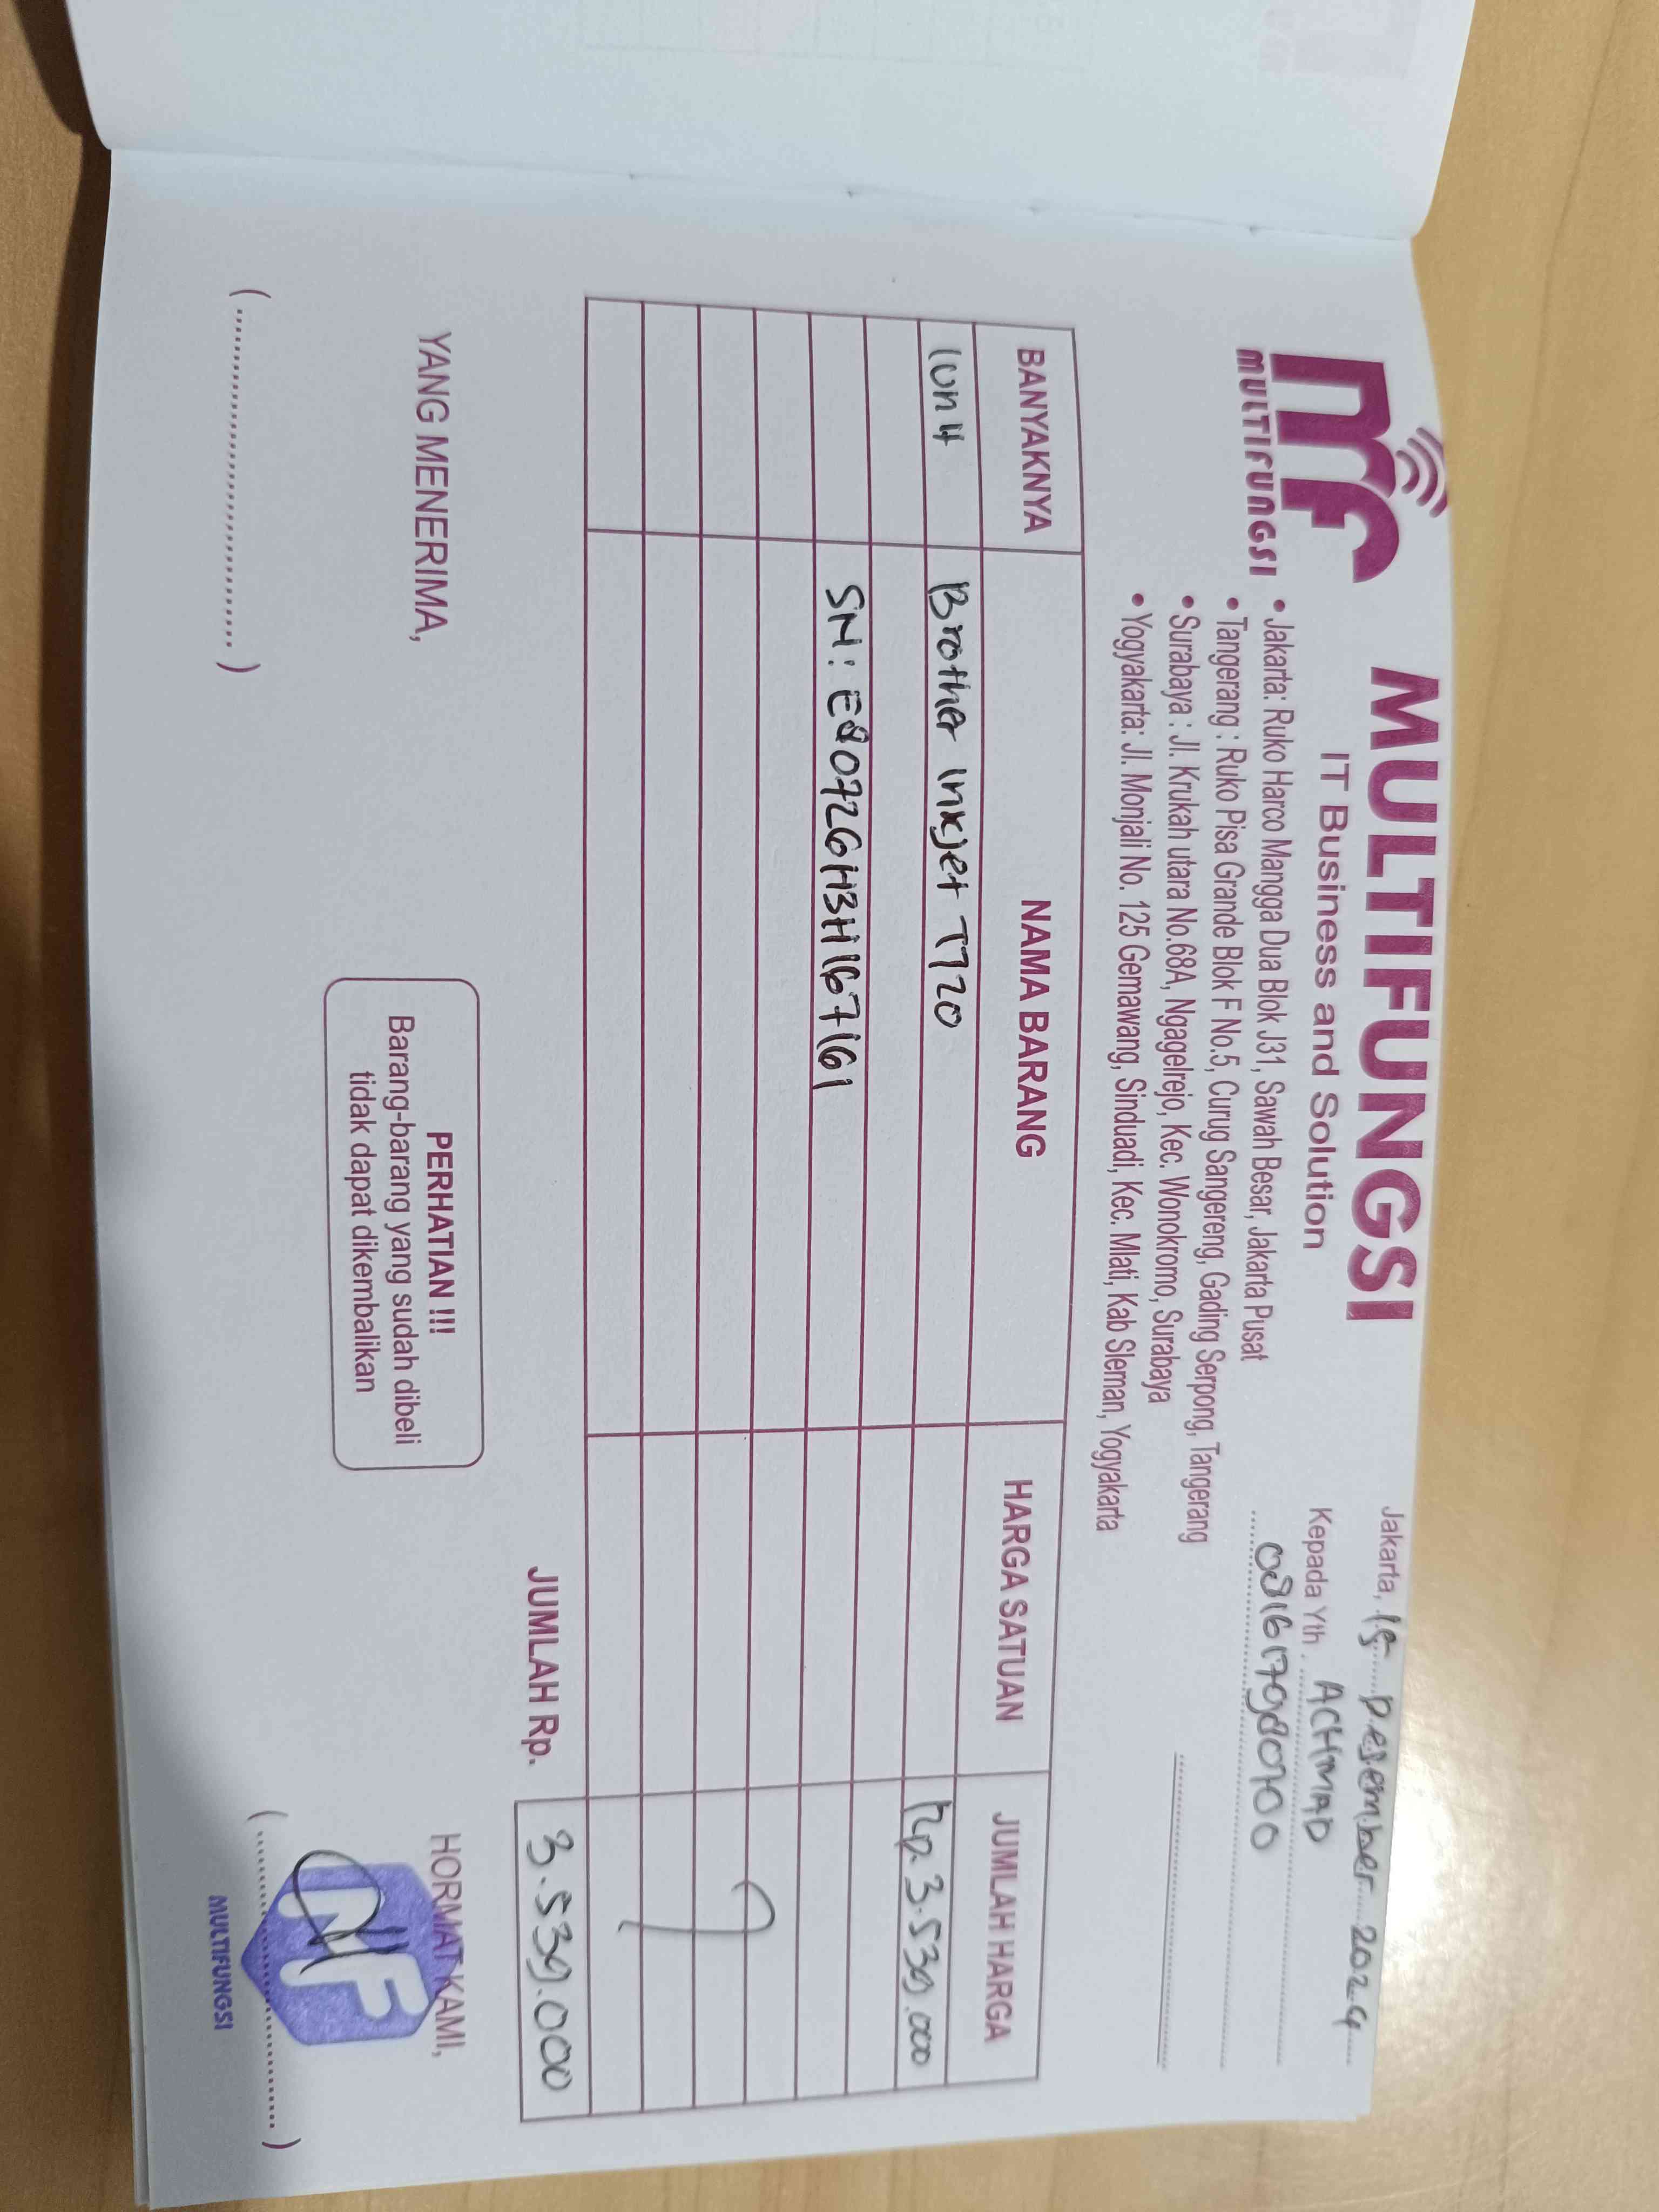 MULTIFUNGSI
MULTIFUNGSI
IT Business and Solution
• Jakarta: Ruko Harco Mangga Dua Blok J31, Sawah Besar, Jakarta Pusat
• Tangerang : Ruko Pisa Grande Blok F No.5, Curug Sangereng, Gading Serpong, Tangerang
• Surabaya : Jl. Krukah utara No.68A, Ngagelrejo, Kec. Wonokromo, Surabaya
• Yogyakarta: Jl. Monjali No. 125 Gemawang, Sinduadi, Kec. Mlati, Kab Sleman, Yogyakarta
Jakarta, 15 Desember 2024
Kepada Yth. ACHMAD
BANYAKNYA NAMA BARANG HARGA SATUAN JUMLAH HARGA
1 Unit Brother Inkjet T720 Rp. 3.539.000
SN: E80726H3H167161
JUMLAH Rp. 3.539.000
YANG MENERIMA,
PERHATIAN !!!
Barang-barang yang sudah dibeli
tidak dapat dikembalikan
HORMAT KAMI,
MF
MULTIFUNGSI